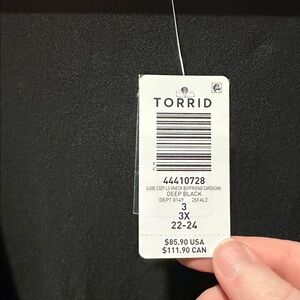 TORRID
44410728
LUXE COZY LS VNECK BOYFRIEND CARDIGAN
DEEP BLACK
DEPT 0149 25FAL2
3
3X
22-24
$85.90 USA
$111.90 CAN